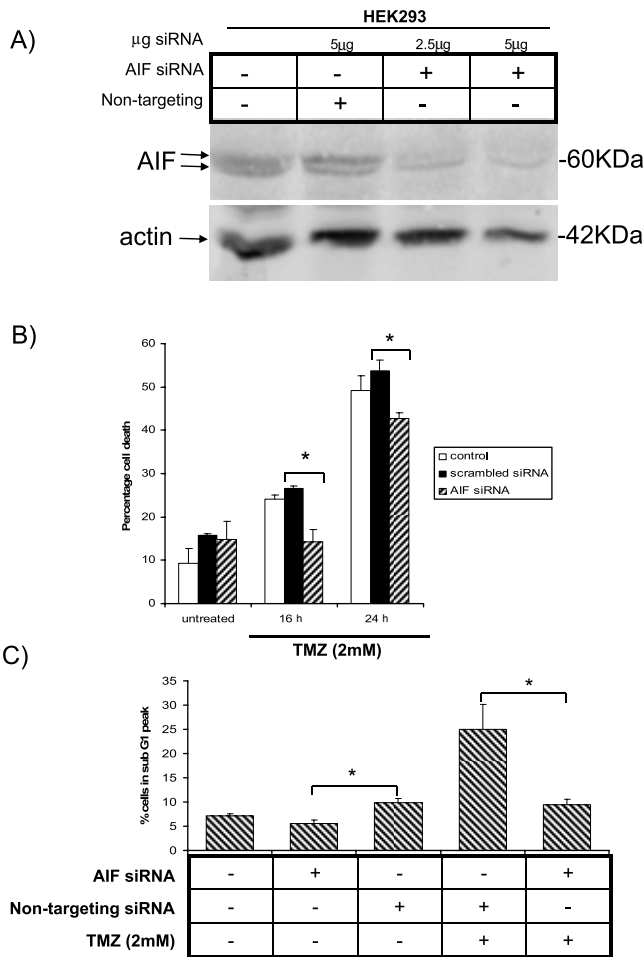 A)
HEK293
µg siRNA 5µg 2.5µg 5µg
AIF siRNA - - + +
Non-targeting - + - -
AIF -60KDa
actin -42KDa
B)
60
*
50
40
Percentage cell death
control
scrambled siRNA
AIF siRNA
30
*
20
10
0
untreated 16 h 24 h
TMZ (2mM)
C)
35
*
30
25
% cells in sub G1 peak
20
15
*
10
5
0
AIF siRNA - + - - +
Non-targeting siRNA - - + + -
TMZ (2mM) - - - + +